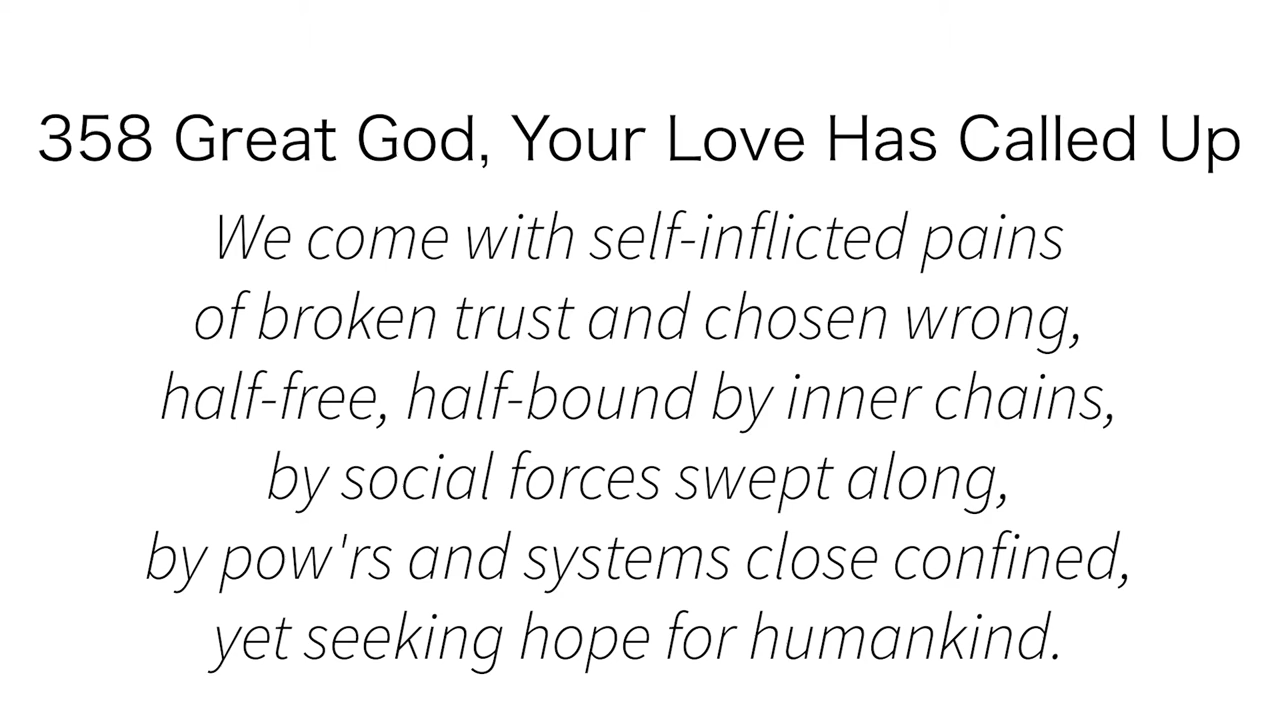 358 Great God, Your Love Has Called Up
We come with self-inflicted pains
of broken trust and chosen wrong,
half-free, half-bound by inner chains,
by social forces swept along,
by pow'rs and systems close confined,
yet seeking hope for humankind.